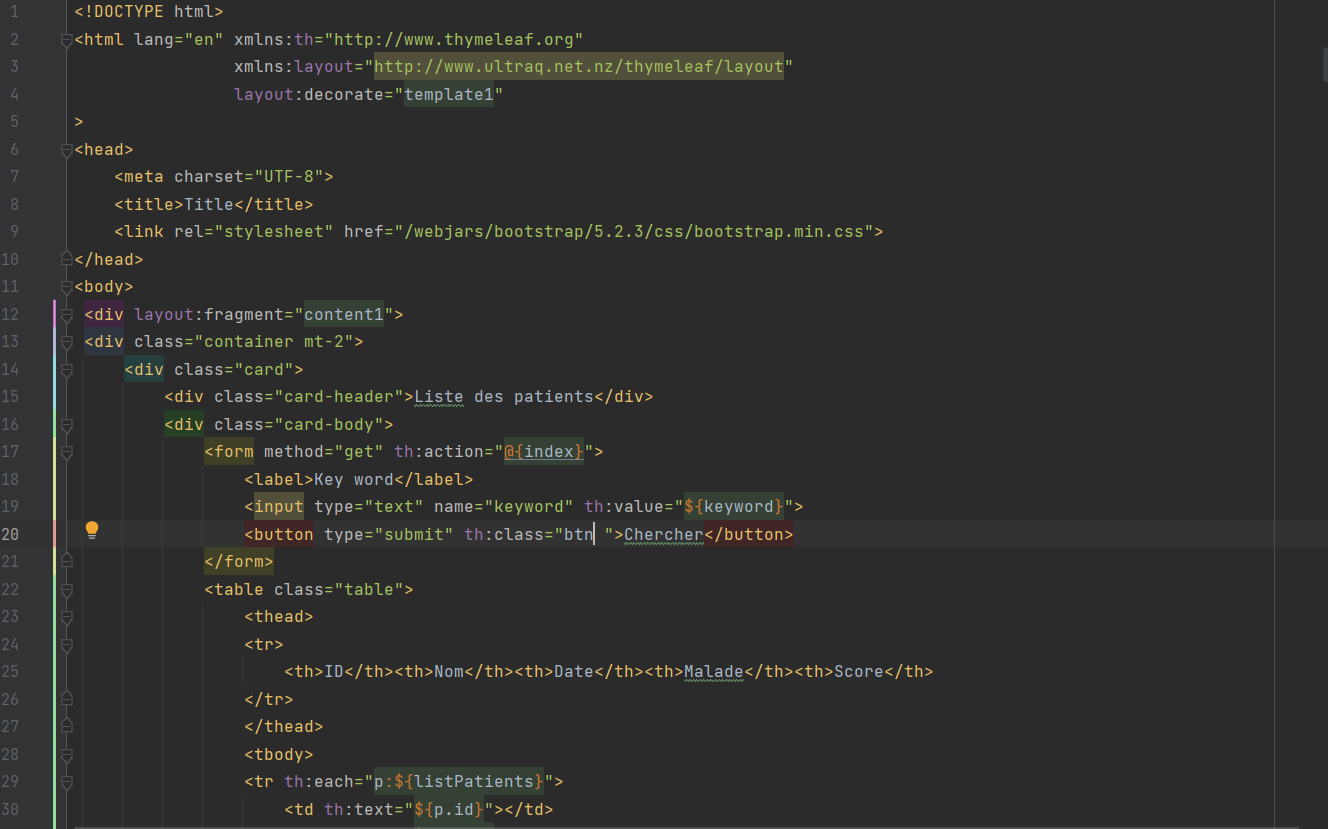 1 <!DOCTYPE html>
2 <html lang="en" xmlns:th="http://www.thymeleaf.org"
3 xmlns:layout="http://www.ultraq.net.nz/thymeleaf/layout"
4 layout:decorate="template1"
5 >
6 <head>
7 <meta charset="UTF-8">
8 <title>Title</title>
9 <link rel="stylesheet" href="/webjars/bootstrap/5.2.3/css/bootstrap.min.css">
10 </head>
11 <body>
12 <div layout:fragment="content1">
13 <div class="container mt-2">
14 <div class="card">
15 <div class="card-header">Liste des patients</div>
16 <div class="card-body">
17 <form method="get" th:action="@{index}">
18 <label>Key word</label>
19 <input type="text" name="keyword" th:value="${keyword}">
20 <button type="submit" th:class="btn ">Chercher</button>
21 </form>
22 <table class="table">
23 <thead>
24 <tr>
25 <th>ID</th><th>Nom</th><th>Date</th><th>Malade</th><th>Score</th>
26 </tr>
27 </thead>
28 <tbody>
29 <tr th:each="p:${listPatients}">
30 <td th:text="${p.id}"></td>